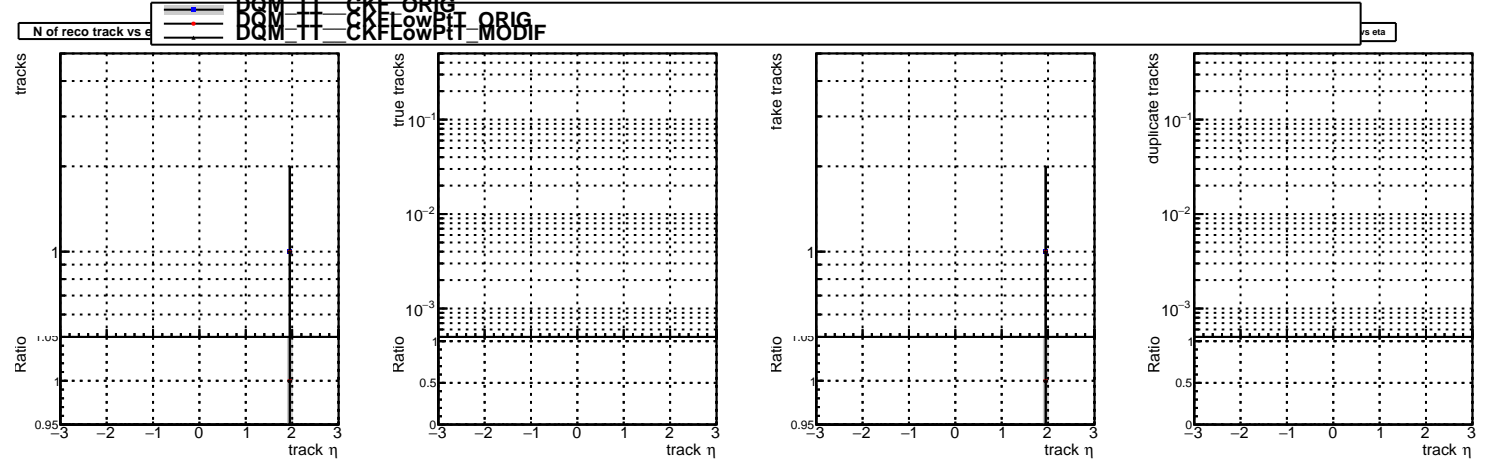 DQM_TT__CKF_ORIG
DQM_TT__CKFLowPtT_ORIG
DQM_TT__CKFLowPtT_MODIF
N of reco track vs e
vs eta
tracks
1
Ratio
1.05
1
0.95
−3 −2 −1 0 1 2 3
track η
true tracks
10−1
10−2
10−3
Ratio
1
0.5
0
−3 −2 −1 0 1 2 3
track η
fake tracks
1
Ratio
1.05
1
0.95
−3 −2 −1 0 1 2 3
track η
duplicate tracks
10−1
10−2
10−3
Ratio
1
0.5
0
−3 −2 −1 0 1 2 3
track η